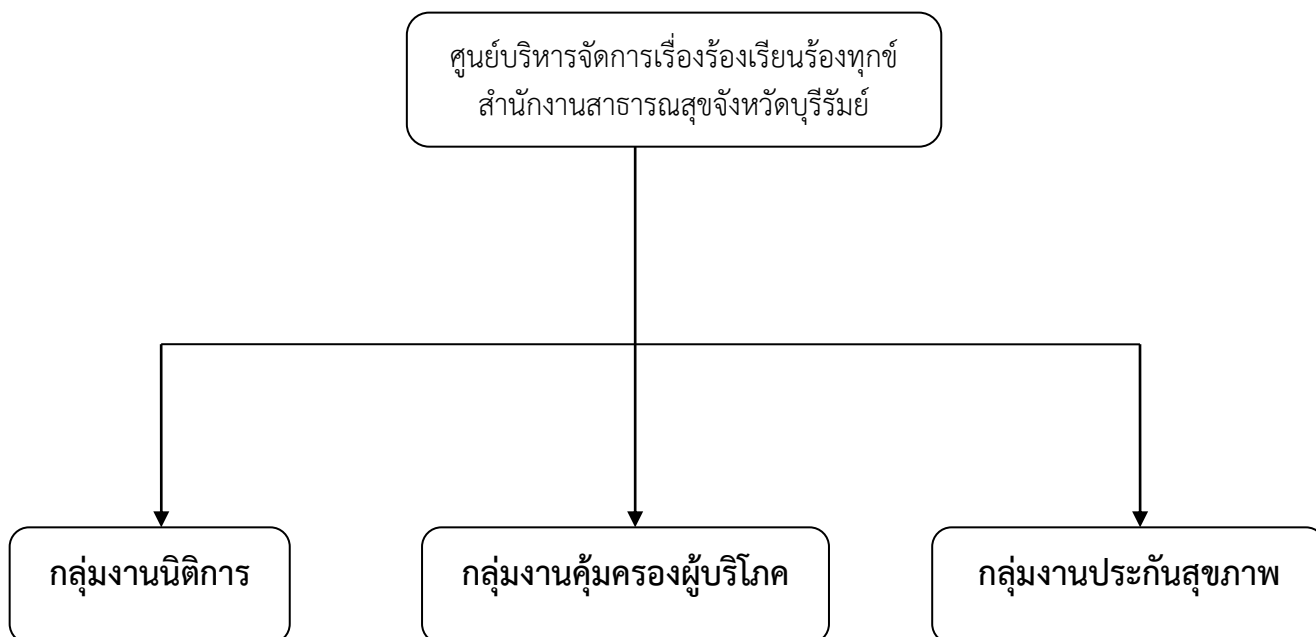 ศูนย์บริหารจัดการเรื่องร้องเรียนร้องทุกข์
สำนักงานสาธารณสุขจังหวัดบุรีรัมย์
กลุ่มงานนิติการ
กลุ่มงานคุ้มครองผู้บริโภค
กลุ่มงานประกันสุขภาพ